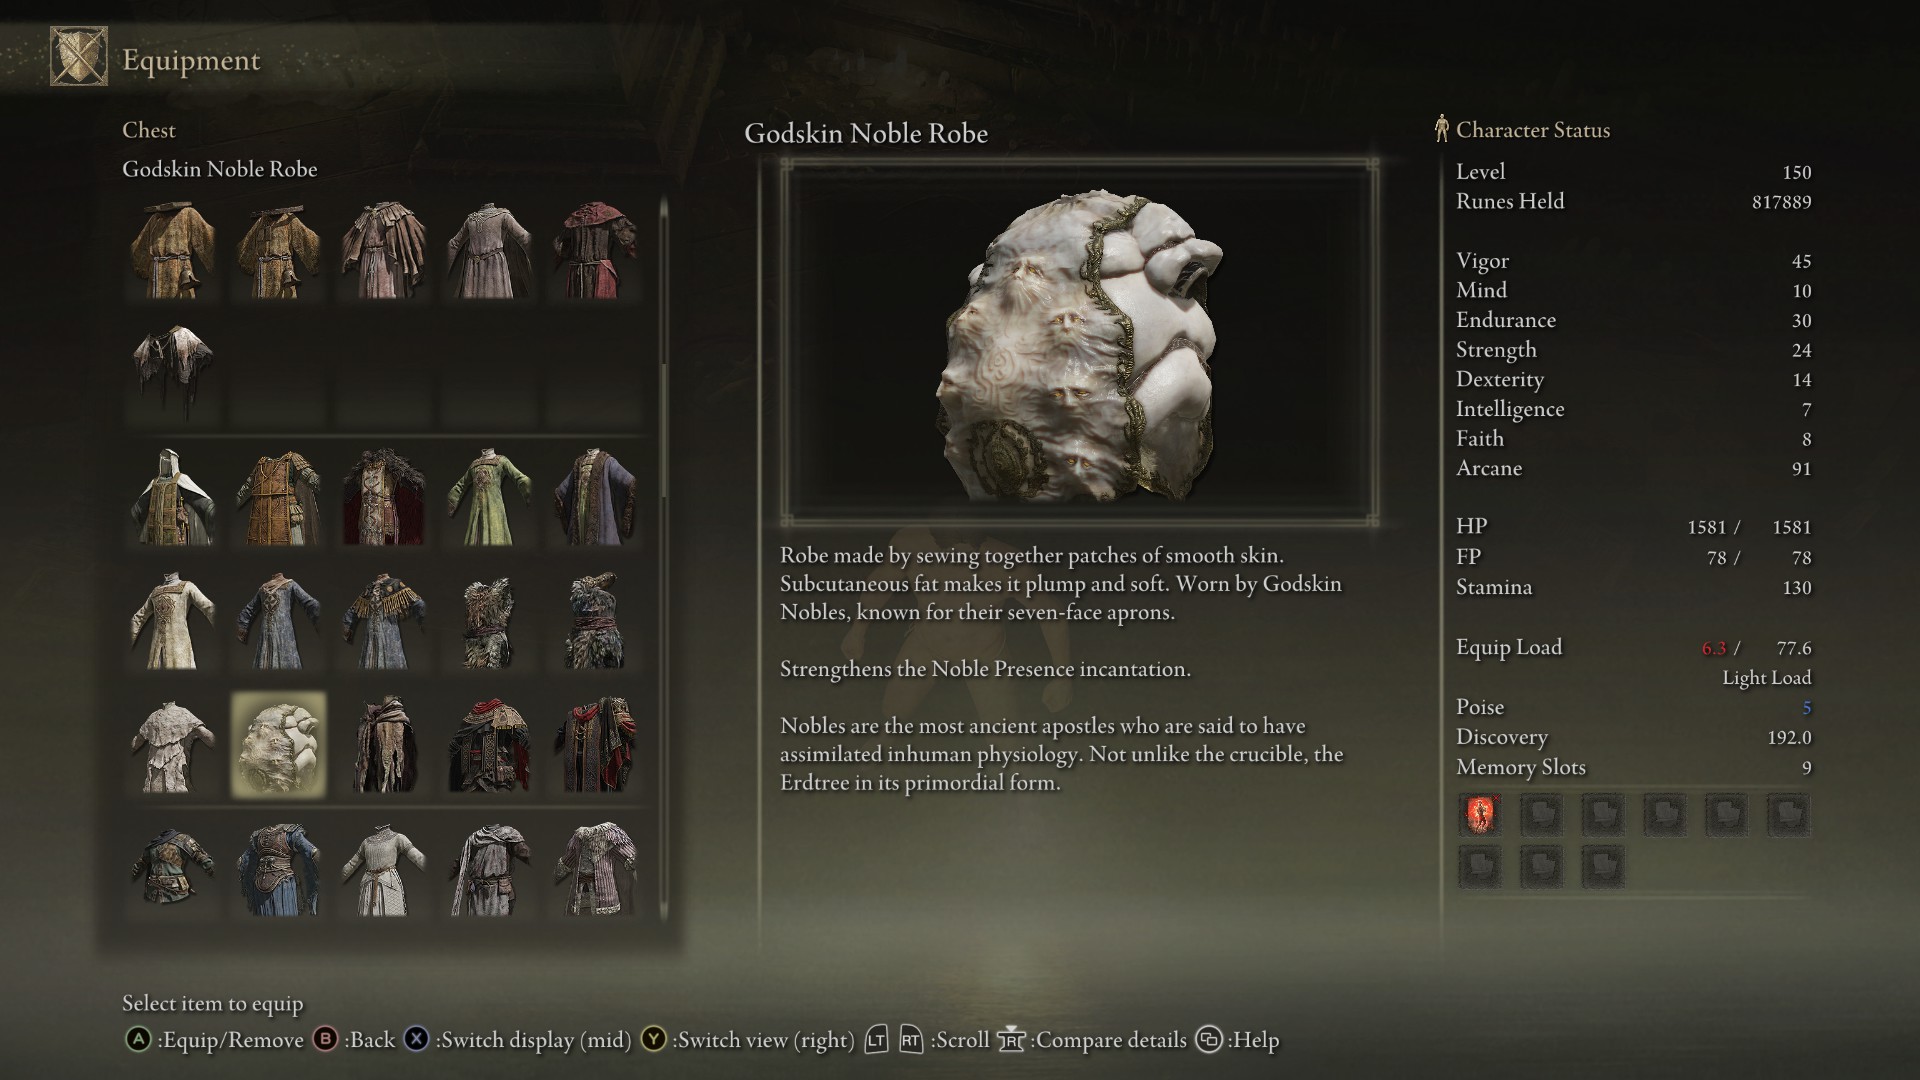 Equipment
Chest
Godskin Noble Robe
Godskin Noble Robe
Robe made by sewing together patches of smooth skin.
Subcutaneous fat makes it plump and soft. Worn by Godskin
Nobles, known for their seven-face aprons.
Strengthens the Noble Presence incantation.
Nobles are the most ancient apostles who are said to have
assimilated inhuman physiology. Not unlike the crucible, the
Erdtree in its primordial form.
Character Status
Level 150
Runes Held 817889
Vigor 45
Mind 10
Endurance 30
Strength 24
Dexterity 14
Intelligence 7
Faith 8
Arcane 91
HP 1581 / 1581
FP 78 / 78
Stamina 130
Equip Load 6.3 / 77.6
Light Load
Poise 5
Discovery 192.0
Memory Slots 9
Select item to equip
A :Equip/Remove B :Back X :Switch display (mid) Y :Switch view (right) LT RT :Scroll R :Compare details :Help